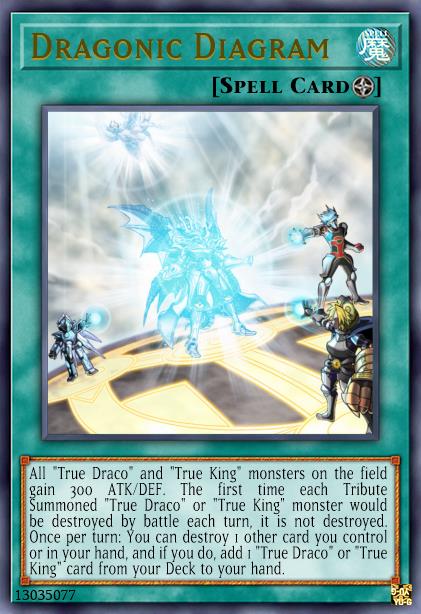 Dragonic Diagram
SPELL
魔
[Spell Card]
All "True Draco" and "True King" monsters on the field
gain 300 ATK/DEF. The first time each Tribute
Summoned "True Draco" or "True King" monster would
be destroyed by battle each turn, it is not destroyed.
Once per turn: You can destroy 1 other card you control
or in your hand, and if you do, add 1 "True Draco" or "True
King" card from your Deck to your hand.
13035077